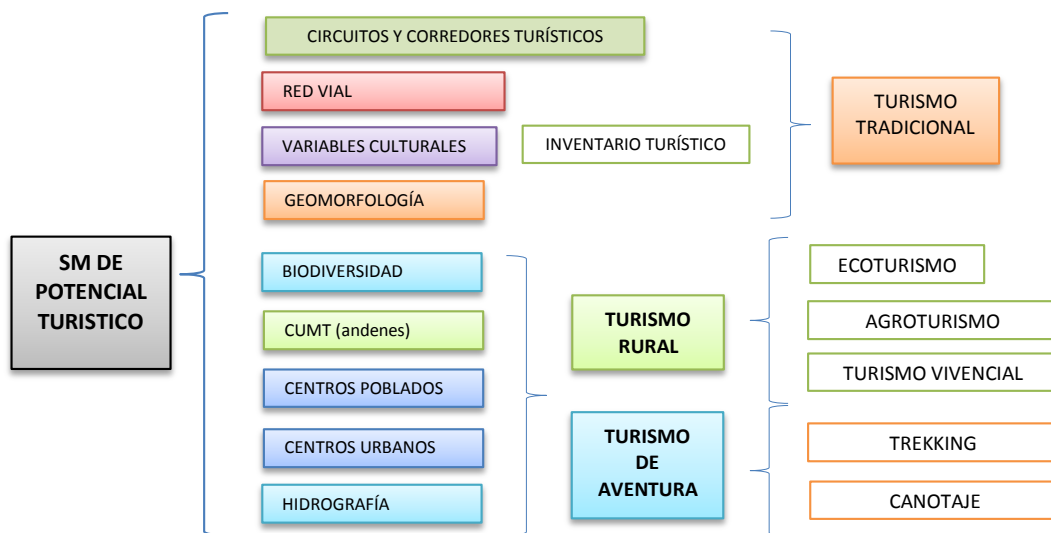 CIRCUITOS Y CORREDORES TURÍSTICOS
RED VIAL
VARIABLES CULTURALES
INVENTARIO TURÍSTICO
GEOMORFOLOGÍA
TURISMO
TRADICIONAL
SM DE
POTENCIAL
TURISTICO
BIODIVERSIDAD
CUMT (andenes)
CENTROS POBLADOS
CENTROS URBANOS
HIDROGRAFÍA
TURISMO
RURAL
TURISMO
DE
AVENTURA
ECOTURISMO
AGROTURISMO
TURISMO VIVENCIAL
TREKKING
CANOTAJE